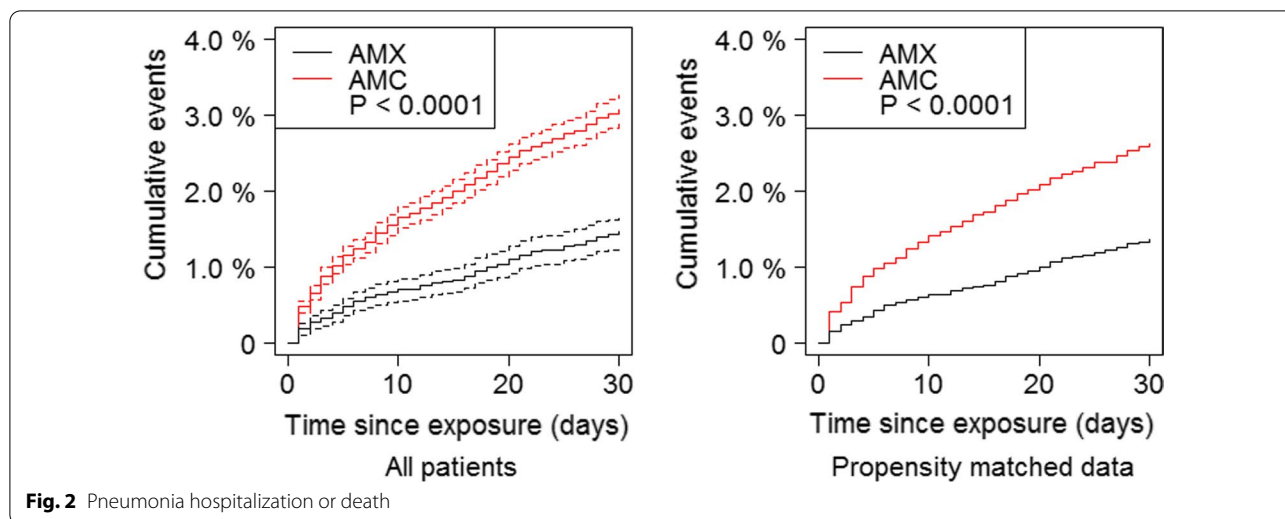 Cumulative events
4.0 %
3.0 %
2.0 %
1.0 %
0
AMX
AMC
P < 0.0001
0
10
20
30
Time since exposure (days)
All patients
Cumulative events
4.0 %
3.0 %
2.0 %
1.0 %
0
AMX
AMC
P < 0.0001
0
10
20
30
Time since exposure (days)
Propensity matched data
Fig. 2 Pneumonia hospitalization or death